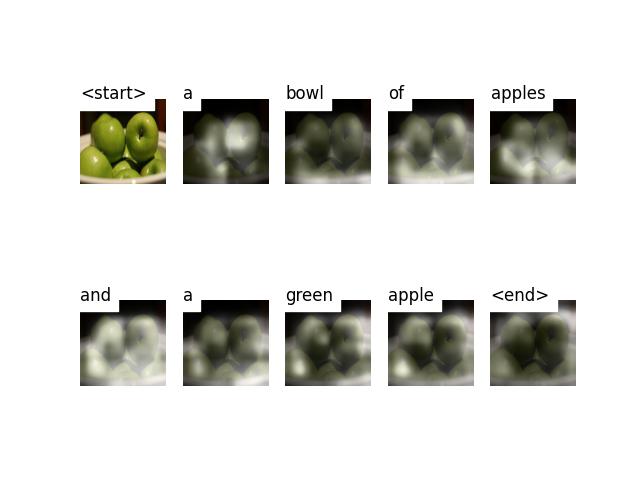 <start> a bowl of apples
and a green apple <end>